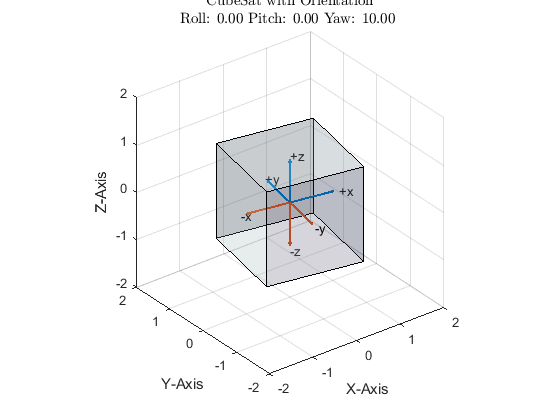 CubeSat with Orientation
Roll: 0.00 Pitch: 0.00 Yaw: 10.00
2
1
0
-1
-2
Z-Axis
+z
+y
+x
-x
-y
-z
2
1
0
-1
-2
Y-Axis
-2
-1
0
1
2
X-Axis